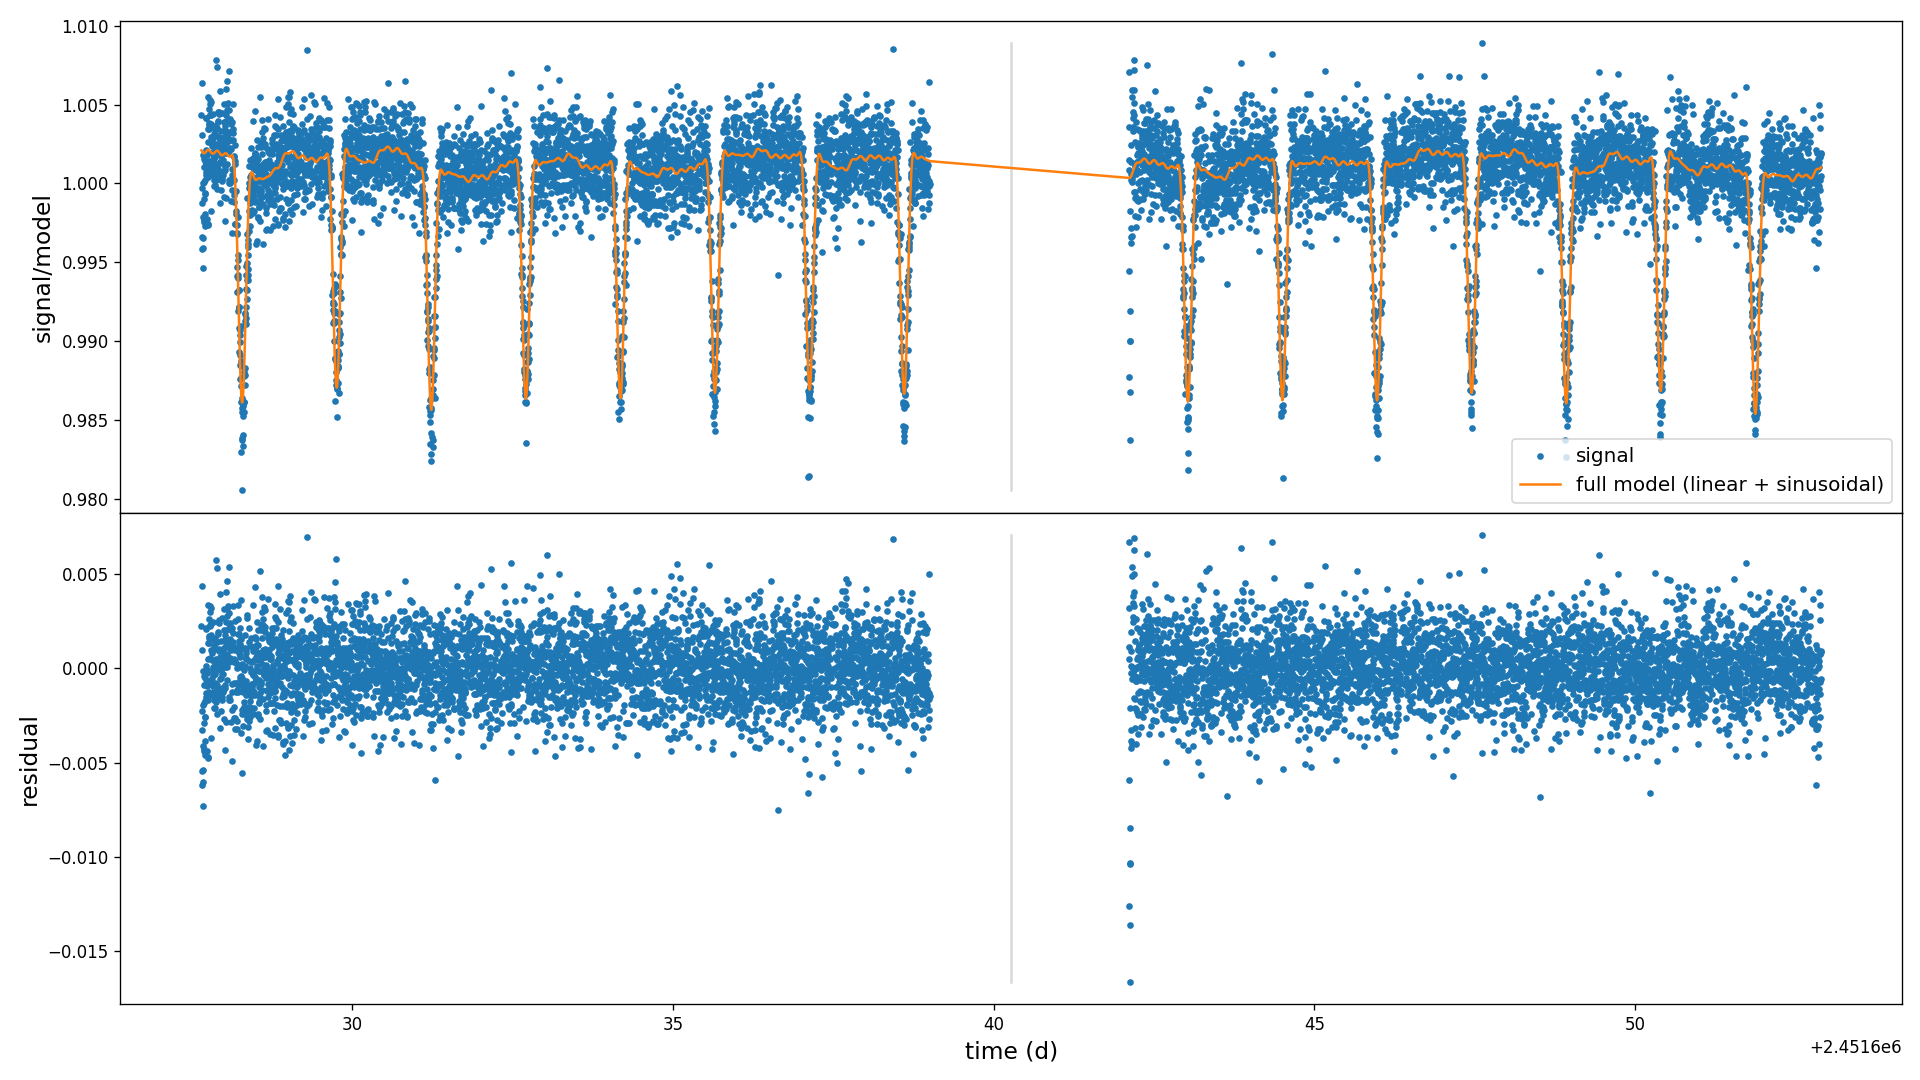 1.010
1.005
1.000
0.995
0.990
0.985
0.980
signal/model
signal
full model (linear + sinusoidal)
0.005
0.000
−0.005
−0.010
−0.015
residual
30
35
40
45
50
time (d)
+2.4516e6